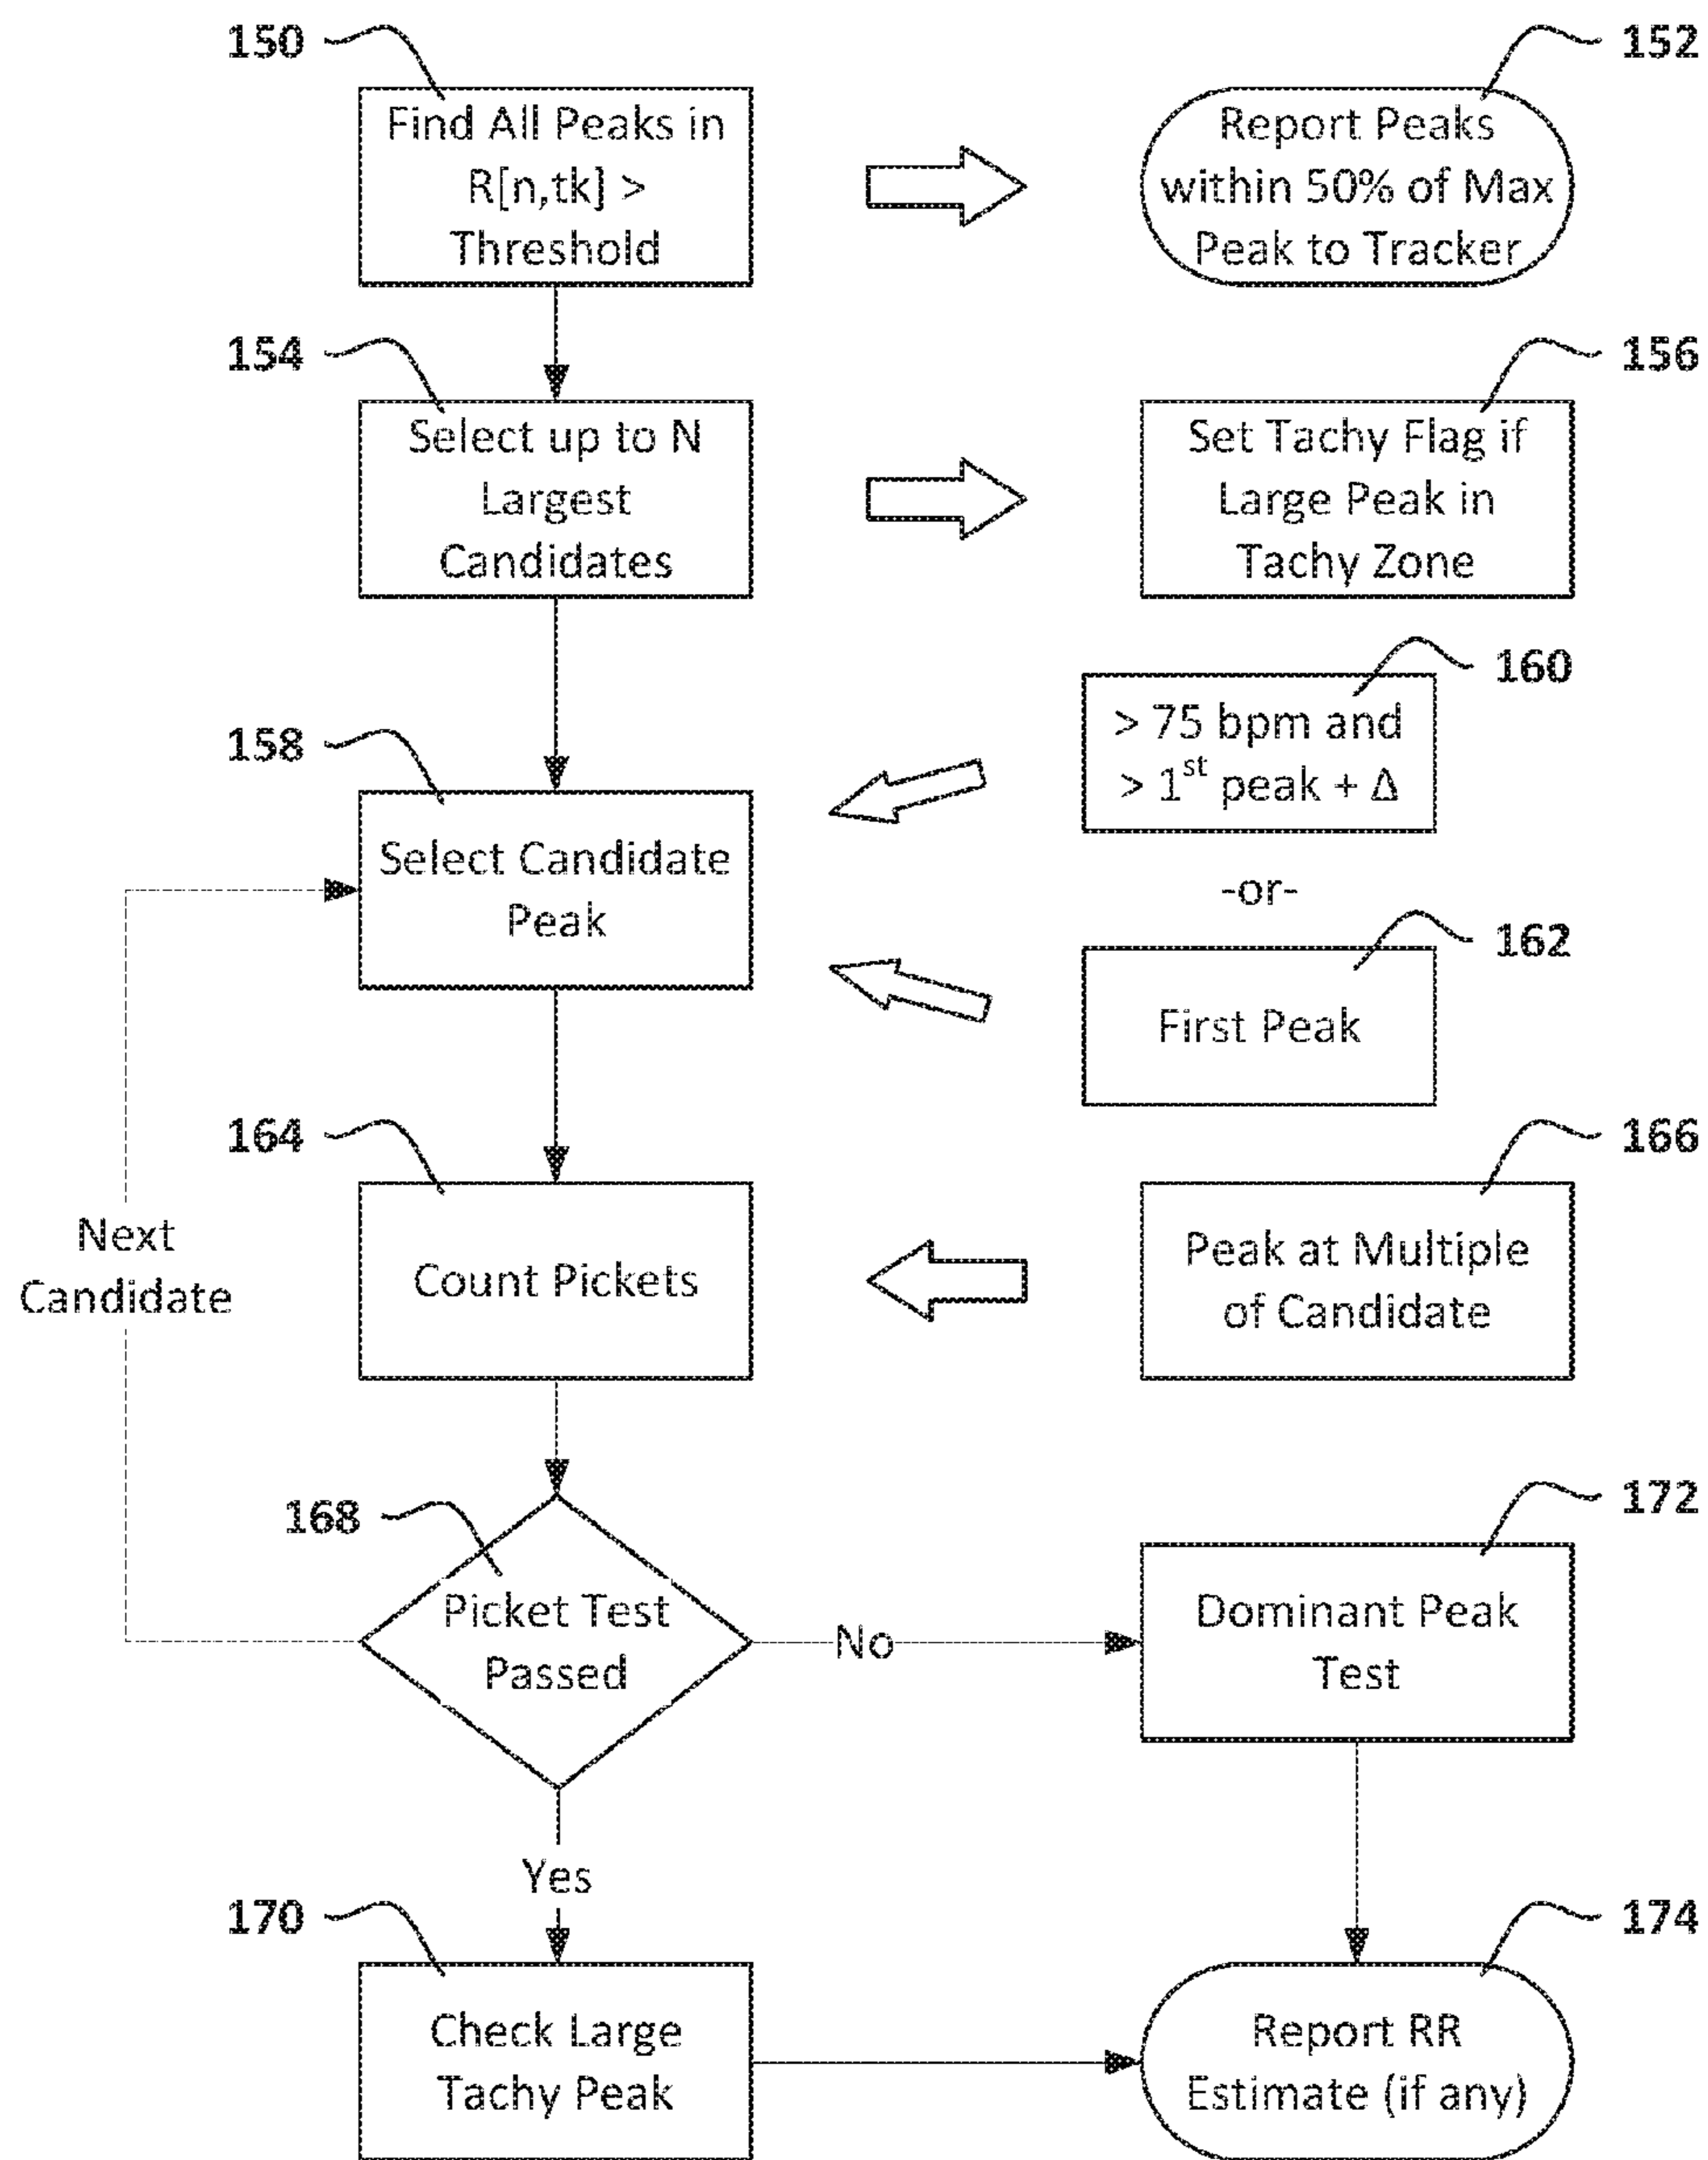 150
Find All Peaks in
R[n,tk] >
Threshold
152
Report Peaks
within 50% of Max
Peak to Tracker
154
Select up to N
Largest
Candidates
156
Set Tachy Flag if
Large Peak in
Tachy Zone
158
Select Candidate
Peak
160
> 75 bpm and
> 1st peak + Δ
-or-
162
First Peak
164
Count Pickets
166
Peak at Multiple
of Candidate
Next
Candidate
168
Picket Test
Passed
No
172
Dominant Peak
Test
Yes
170
Check Large
Tachy Peak
174
Report RR
Estimate (if any)